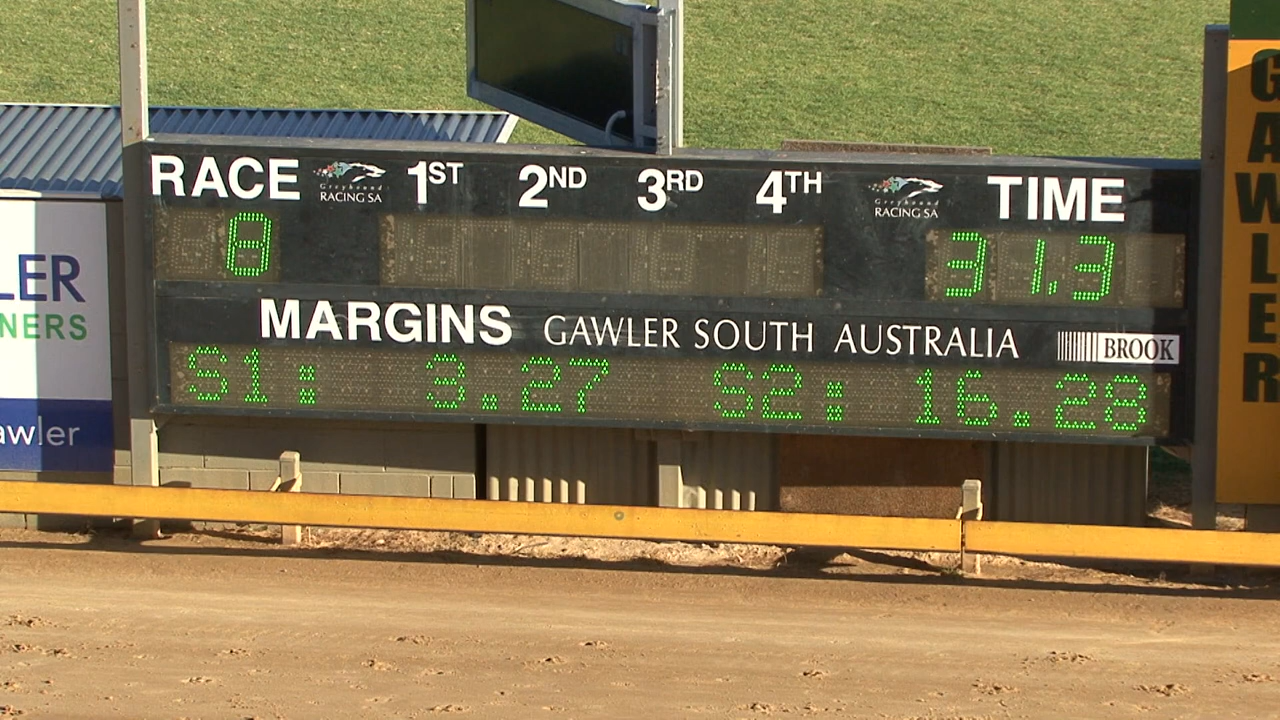 RACE Greyhound RACING SA 1ST 2ND 3RD 4TH Greyhound RACING SA TIME
8 31.3
MARGINS GAWLER SOUTH AUSTRALIA BROOK
S1: 3.27 S2: 16.28
LER
NERS
awler
GAWLER